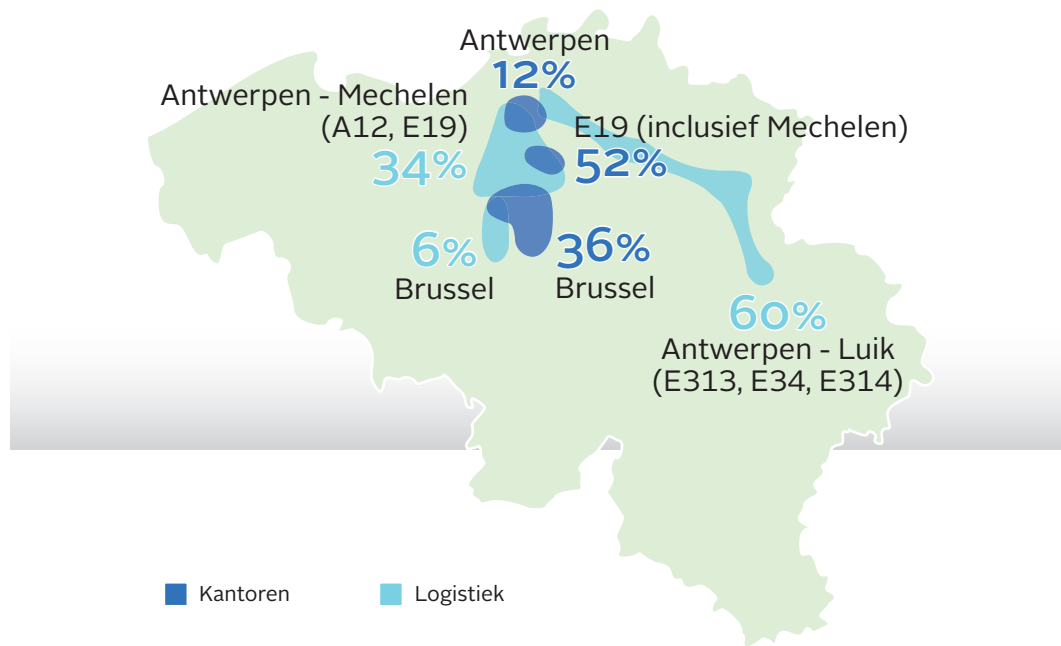 Antwerpen
12%
Antwerpen - Mechelen
(A12, E19)
34%
E19 (inclusief Mechelen)
52%
6%
Brussel
36%
Brussel
60%
Antwerpen - Luik
(E313, E34, E314)
Kantoren
Logistiek